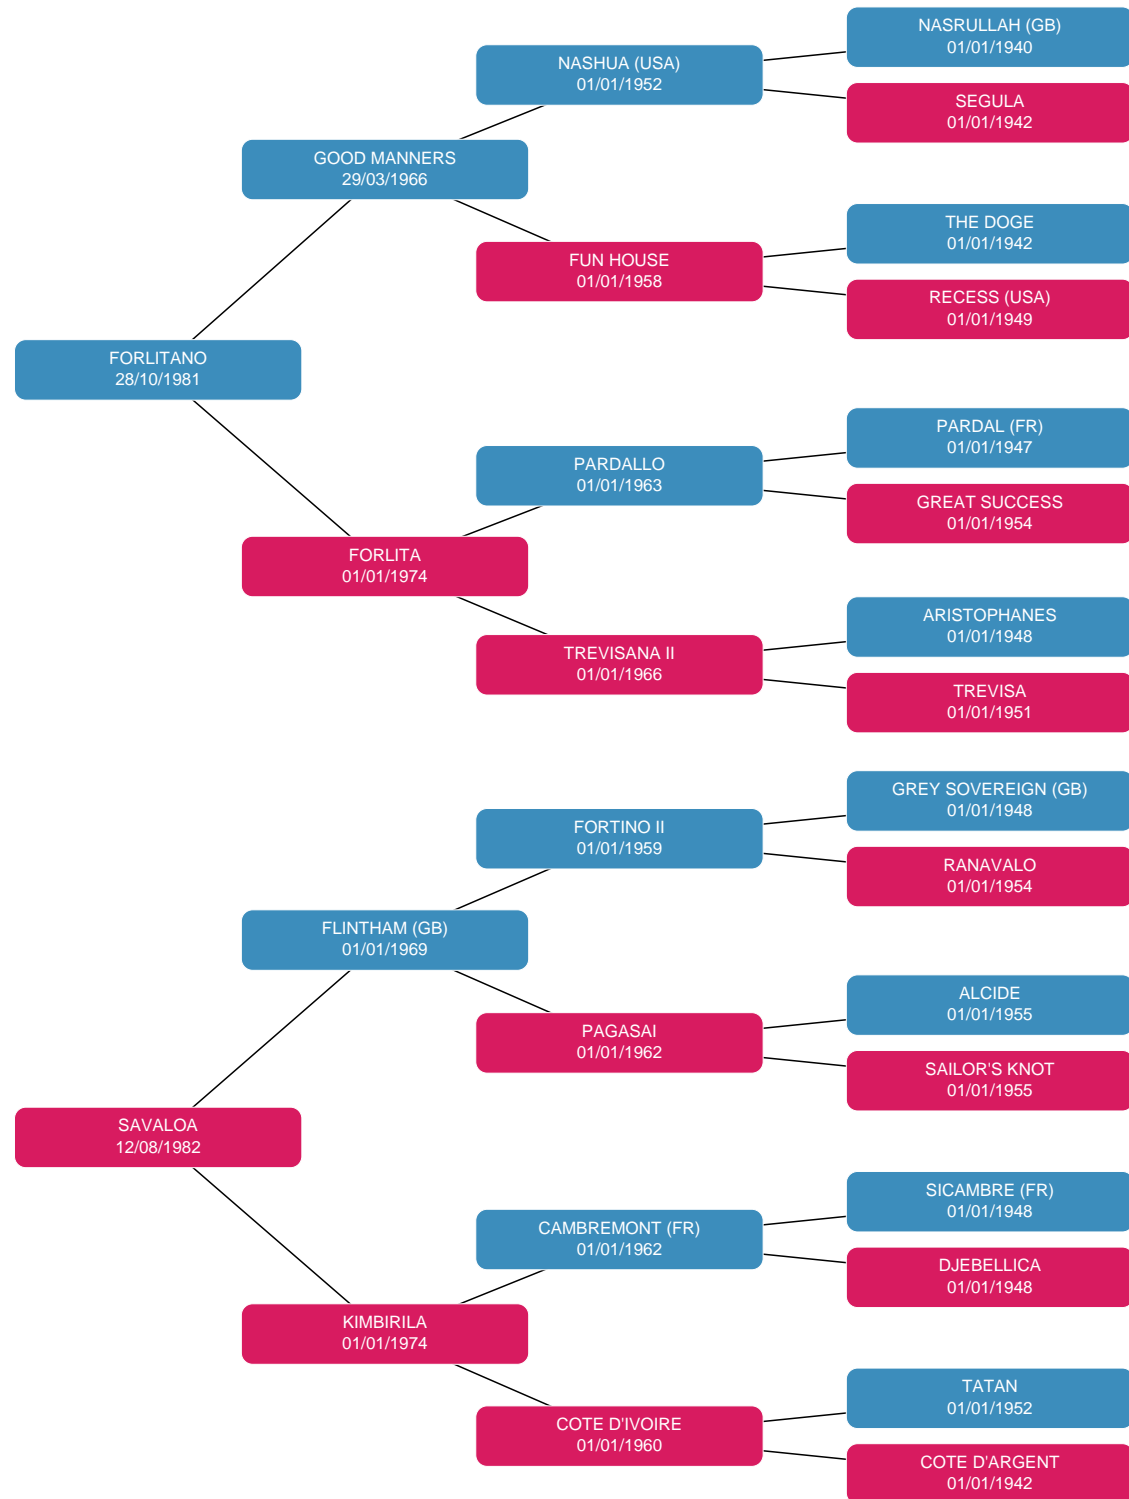 NASRULLAH (GB)
01/01/1940
NASHUA (USA)
01/01/1952
SEGULA
01/01/1942
GOOD MANNERS
29/03/1966
THE DOGE
01/01/1942
FUN HOUSE
01/01/1958
RECESS (USA)
01/01/1949
FORLITANO
28/10/1981
PARDAL (FR)
01/01/1947
PARDALLO
01/01/1963
GREAT SUCCESS
01/01/1954
FORLITA
01/01/1974
ARISTOPHANES
01/01/1948
TREVISANA II
01/01/1966
TREVISA
01/01/1951
GREY SOVEREIGN (GB)
01/01/1948
FORTINO II
01/01/1959
RANAVALO
01/01/1954
FLINTHAM (GB)
01/01/1969
ALCIDE
01/01/1955
PAGASAI
01/01/1962
SAILOR'S KNOT
01/01/1955
SAVALOA
12/08/1982
SICAMBRE (FR)
01/01/1948
CAMBREMONT (FR)
01/01/1962
DJEBELLICA
01/01/1948
KIMBIRILA
01/01/1974
TATAN
01/01/1952
COTE D'IVOIRE
01/01/1960
COTE D'ARGENT
01/01/1942